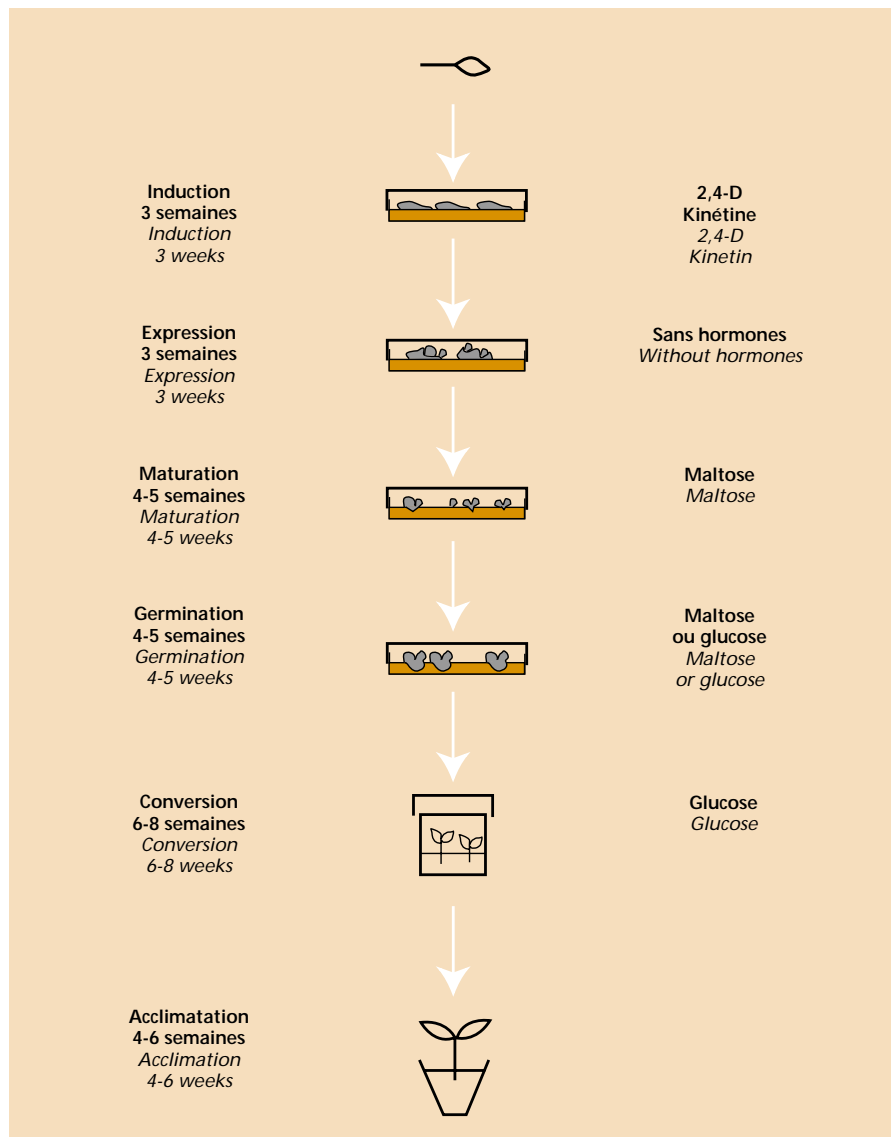 Induction
3 semaines
Induction
3 weeks
2,4-D
Kinétine
2,4-D
Kinetin
Expression
3 semaines
Expression
3 weeks
Sans hormones
Without hormones
Maturation
4-5 semaines
Maturation
4-5 weeks
Maltose
Maltose
Germination
4-5 semaines
Germination
4-5 weeks
Maltose
ou glucose
Maltose
or glucose
Conversion
6-8 semaines
Conversion
6-8 weeks
Glucose
Glucose
Acclimatation
4-6 semaines
Acclimation
4-6 weeks